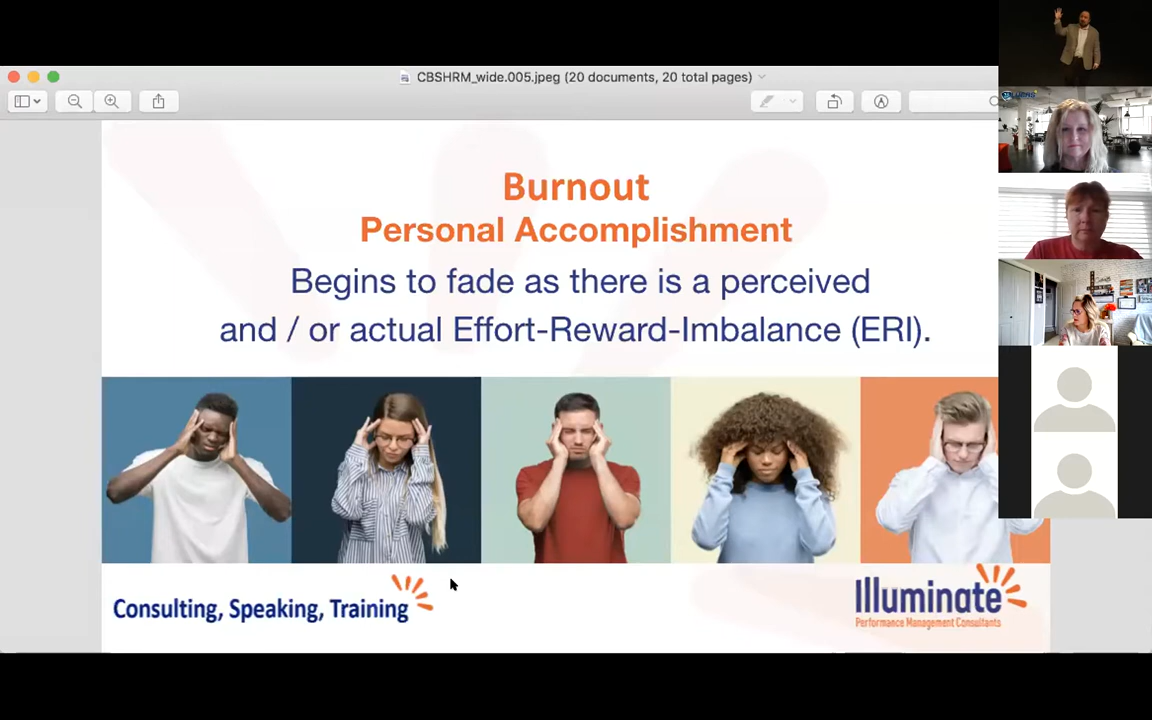 CBSHRM_wide.005.jpeg (20 documents, 20 total pages)
Burnout
Personal Accomplishment
Begins to fade as there is a perceived
and / or actual Effort-Reward-Imbalance (ERI).
Consulting, Speaking, Training
Illuminate
Performance Management Consultants